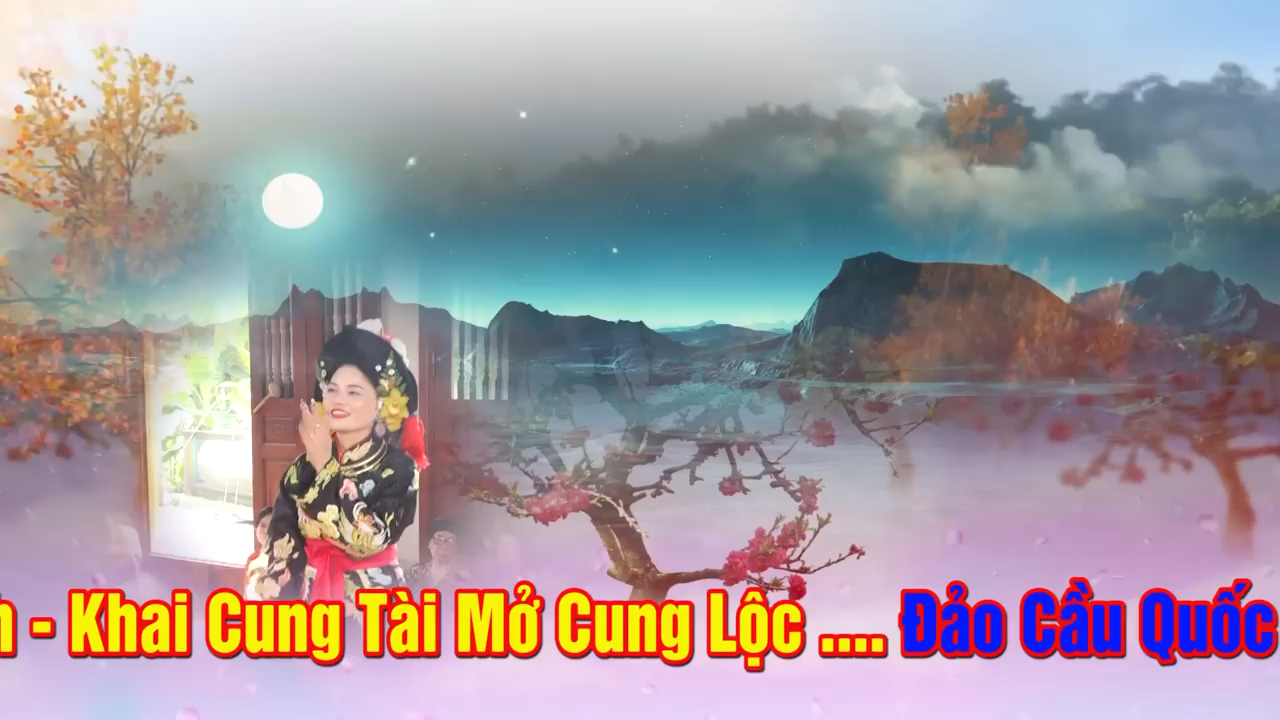 - Khai Cung Tài Mở Cung Lộc .... Đảo Cầu Quốc